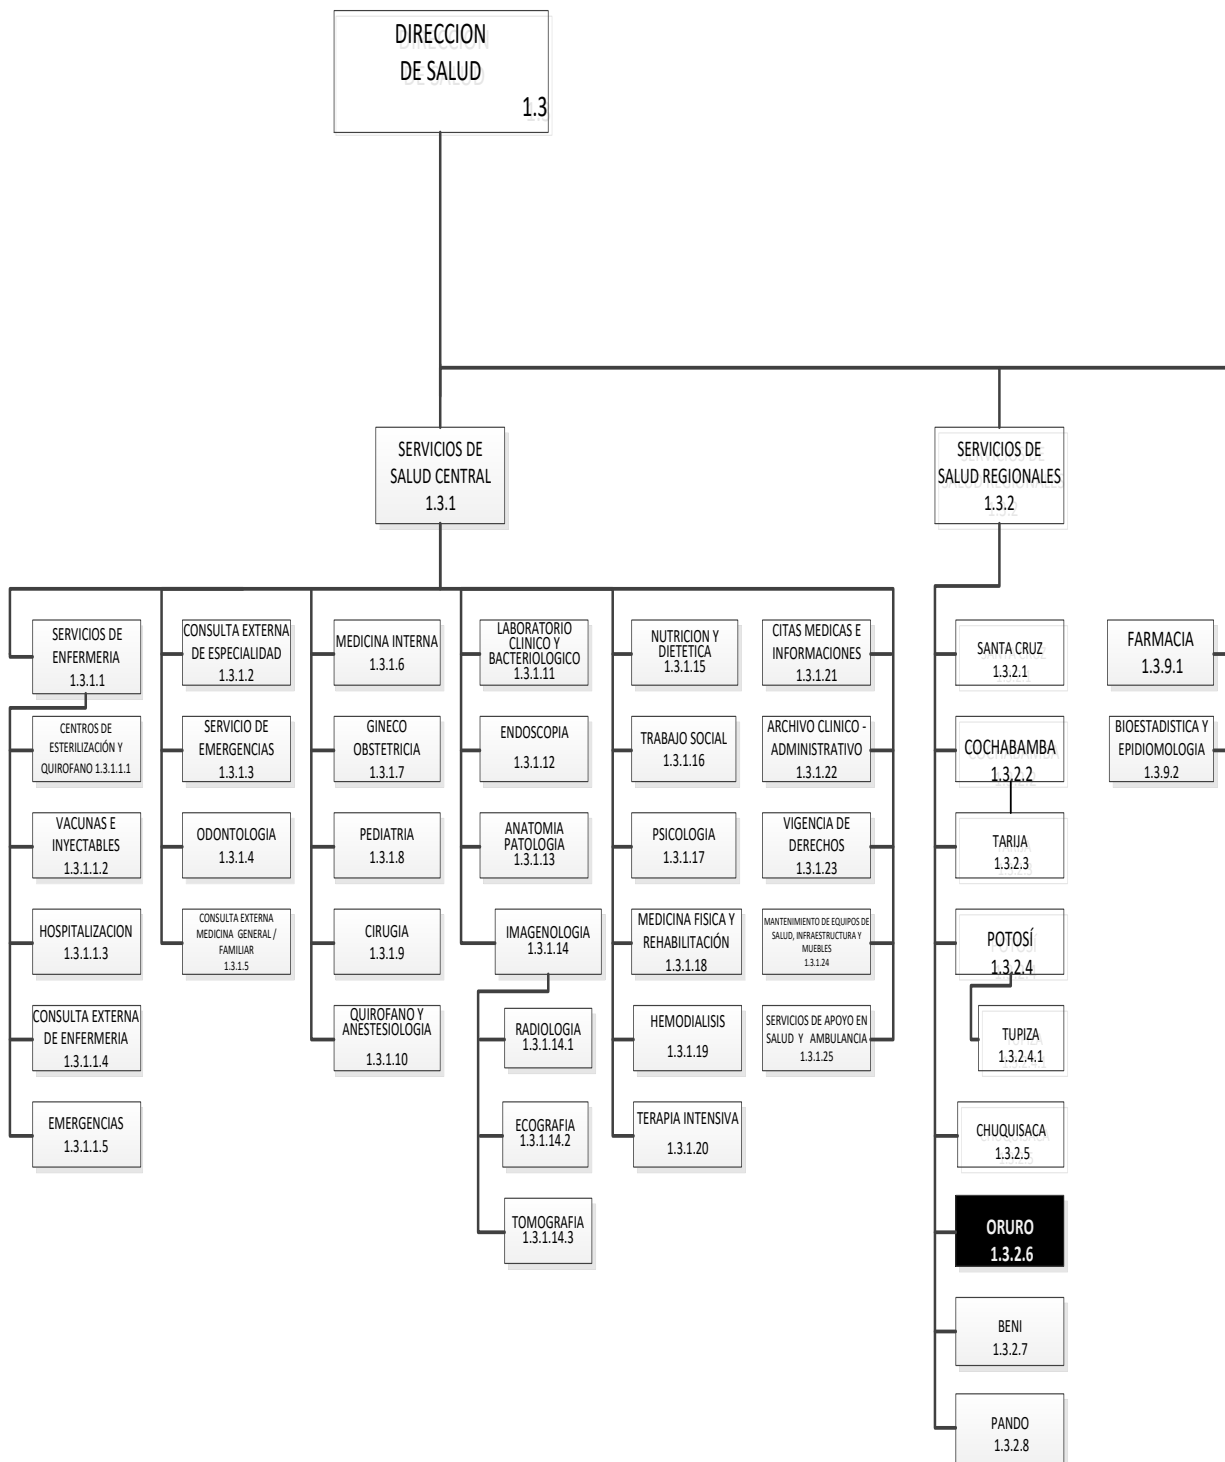 DIRECCION
DE SALUD
1.3
SERVICIOS DE
SALUD CENTRAL
1.3.1
SERVICIOS DE
SALUD REGIONALES
1.3.2
SERVICIOS DE
ENFERMERIA
1.3.1.1
CENTROS DE
ESTERILIZACIÓN Y
QUIROFANO 1.3.1.1.1
VACUNAS E
INYECTABLES
1.3.1.1.2
HOSPITALIZACION
1.3.1.1.3
CONSULTA EXTERNA
DE ENFERMERIA
1.3.1.1.4
EMERGENCIAS
1.3.1.1.5
CONSULTA EXTERNA
DE ESPECIALIDAD
1.3.1.2
SERVICIO DE
EMERGENCIAS
1.3.1.3
ODONTOLOGIA
1.3.1.4
CONSULTA EXTERNA
MEDICINA GENERAL /
FAMILIAR
1.3.1.5
MEDICINA INTERNA
1.3.1.6
GINECO
OBSTETRICIA
1.3.1.7
PEDIATRIA
1.3.1.8
CIRUGIA
1.3.1.9
QUIROFANO Y
ANESTESIOLOGIA
1.3.1.10
LABORATORIO
CLINICO Y
BACTERIOLOGICO
1.3.1.11
ENDOSCOPIA
1.3.1.12
ANATOMIA
PATOLOGIA
1.3.1.13
IMAGENOLOGIA
1.3.1.14
RADIOLOGIA
1.3.1.14.1
ECOGRAFIA
1.3.1.14.2
TOMOGRAFIA
1.3.1.14.3
NUTRICION Y
DIETETICA
1.3.1.15
TRABAJO SOCIAL
1.3.1.16
PSICOLOGIA
1.3.1.17
MEDICINA FISICA Y
REHABILITACIÓN
1.3.1.18
HEMODIALISIS
1.3.1.19
TERAPIA INTENSIVA
1.3.1.20
CITAS MEDICAS E
INFORMACIONES
1.3.1.21
ARCHIVO CLINICO -
ADMINISTRATIVO
1.3.1.22
VIGENCIA DE
DERECHOS
1.3.1.23
MANTENIMIENTO DE EQUIPOS DE
SALUD, INFRAESTRUCTURA Y
MUEBLES
1.3.1.24
SERVICIOS DE APOYO EN
SALUD Y AMBULANCIA
1.3.1.25
SANTA CRUZ
1.3.2.1
COCHABAMBA
1.3.2.2
TARIJA
1.3.2.3
POTOSÍ
1.3.2.4
TUPIZA
1.3.2.4.1
CHUQUISACA
1.3.2.5
ORURO
1.3.2.6
BENI
1.3.2.7
PANDO
1.3.2.8
FARMACIA
1.3.9.1
BIOESTADISTICA Y
EPIDIOMOLOGIA
1.3.9.2